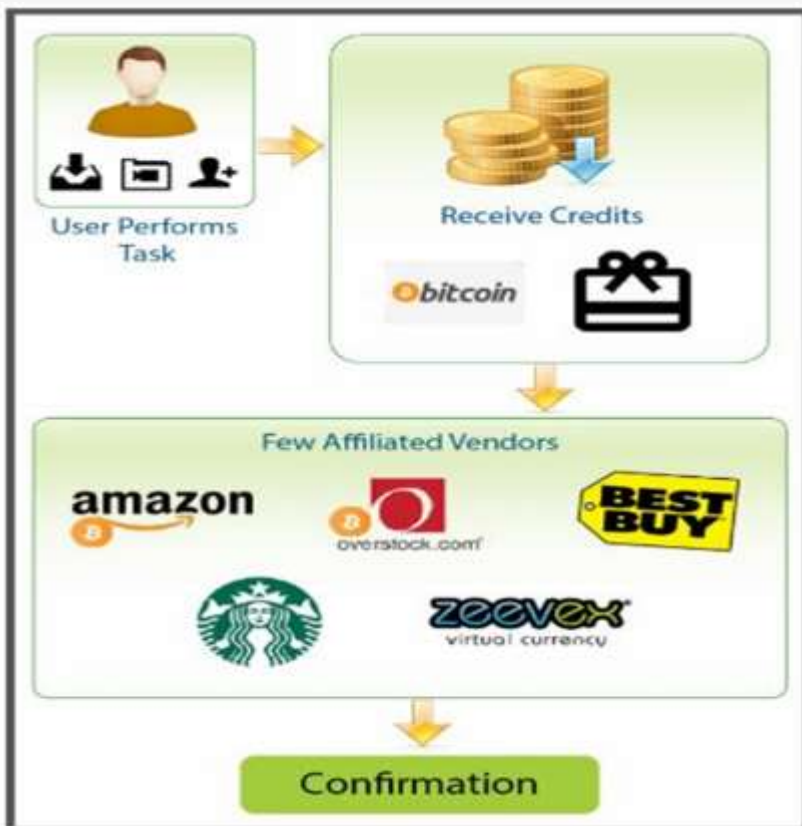 User Performs
Task
Receive Credits
bitcoin
Few Affiliated Vendors
amazon
overstock.com
BEST
BUY
zeevex
virtual currency
Confirmation